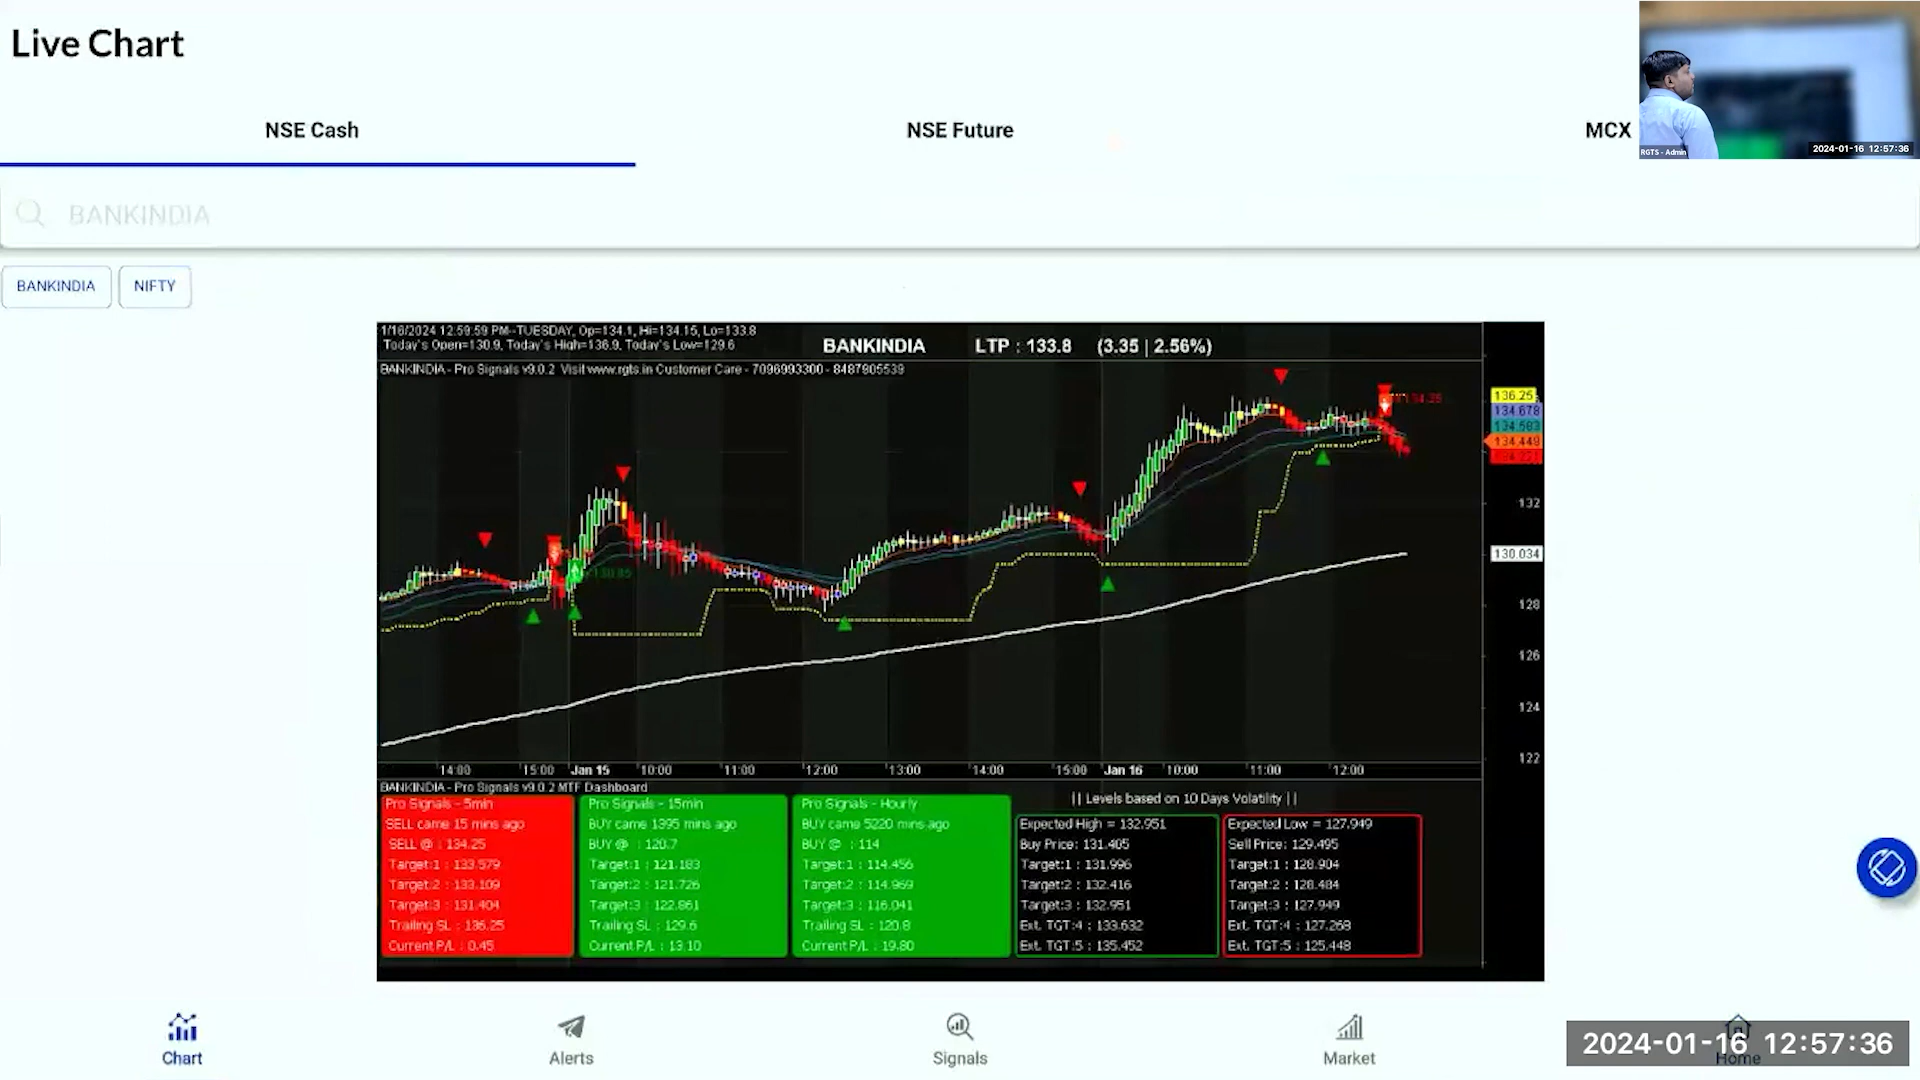 Live Chart
NSE Cash
NSE Future
MCX
RGTS - Admin
2024-01-16 12:57:36
BANKINDIA
BANKINDIA
NIFTY
1/16/2024 12:59:59 PM--TUESDAY, Op=134.1, Hi=134.15, Lo=133.8
Today's Open=130.9, Today's High=136.9, Today's Low=129.6
BANKINDIA LTP : 133.8 (3.35 | 2.56%)
BANKINDIA - Pro Signals v9.0.2 Visit www.rgts.in Customer Care - 7096993300 - 8487805539
136.25
134.678
134.583
134.448
132
130.034
128
126
124
122
14:00 15:00 Jan 15 10:00 11:00 12:00 13:00 14:00 15:00 Jan 16 10:00 11:00 12:00
BANKINDIA - Pro Signals v9.0.2 MTF Dashboard
Pro Signals - 5min
SELL came 15 mins ago
SELL @ : 134.25
Target:1 : 133.579
Target:2 : 133.109
Target:3 : 131.404
Trailing SL : 136.25
Current P/L : 0.45
Pro Signals - 15min
BUY came 1395 mins ago
BUY @ : 120.7
Target:1 : 121.183
Target:2 : 121.726
Target:3 : 122.861
Trailing SL : 129.6
Current P/L : 13.10
Pro Signals - Hourly
BUY came 5220 mins ago
BUY @ : 114
Target:1 : 114.456
Target:2 : 114.969
Target:3 : 116.041
Trailing SL : 120.8
Current P/L : 19.80
|| Levels based on 10 Days Volatility ||
Expected High = 132.951
Buy Price: 131.405
Target:1 : 131.996
Target:2 : 132.416
Target:3 : 132.951
Ext. TGT:4 : 133.632
Ext. TGT:5 : 135.452
Expected Low = 127.949
Sell Price: 129.495
Target:1 : 128.904
Target:2 : 128.484
Target:3 : 127.949
Ext. TGT:4 : 127.268
Ext. TGT:5 : 125.448
Chart
Alerts
Signals
Market
Home
2024-01-16 12:57:36